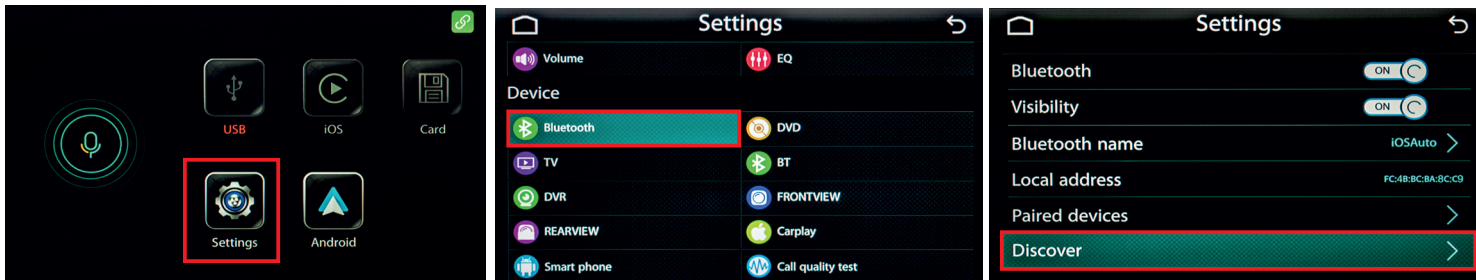 USB
iOS
Card
Settings
Android
Settings
Volume
EQ
Device
Bluetooth
DVD
TV
BT
DVR
FRONTVIEW
REARVIEW
Carplay
Smart phone
Call quality test
Settings
Bluetooth
ON
Visibility
ON
Bluetooth name
iOSAuto
Local address
FC:4B:BC:BA:8C:C9
Paired devices
Discover